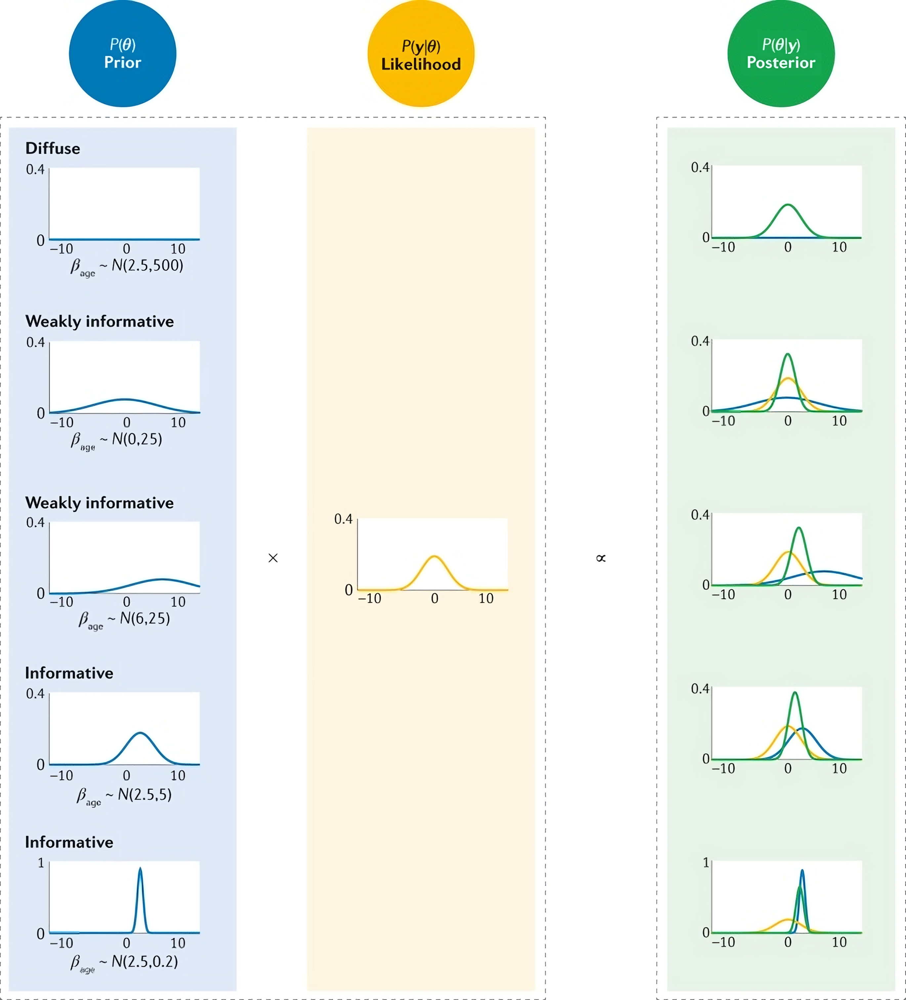 P(θ)
Prior
P(y|θ)
Likelihood
P(θ|y)
Posterior
Diffuse
0.4
0
−10 0 10
β age ~ N(2.5,500)
Weakly informative
0.4
0
−10 0 10
β age ~ N(0,25)
Weakly informative
0.4
0
−10 0 10
β age ~ N(6,25)
Informative
0.4
0
−10 0 10
β age ~ N(2.5,5)
Informative
1
0
−10 0 10
β ~ N(2.5,0.2)
×
0.4
0
−10 0 10
∝
0.4
0
−10 0 10
0.4
0
−10 0 10
0.4
0
−10 0 10
0.4
0
−10 0 10
1
0
−10 0 10